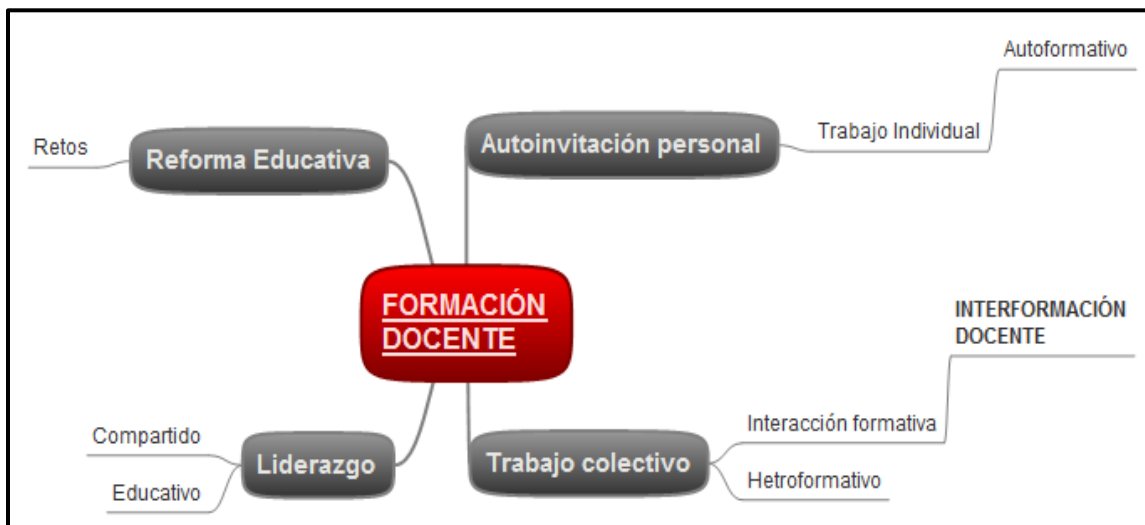 Autoformativo
Retos
Reforma Educativa
Autoinvitación personal
Trabajo Individual
FORMACIÓN
DOCENTE
INTERFORMACIÓN
DOCENTE
Compartido
Liderazgo
Educativo
Trabajo colectivo
Interacción formativa
Hetroformativo